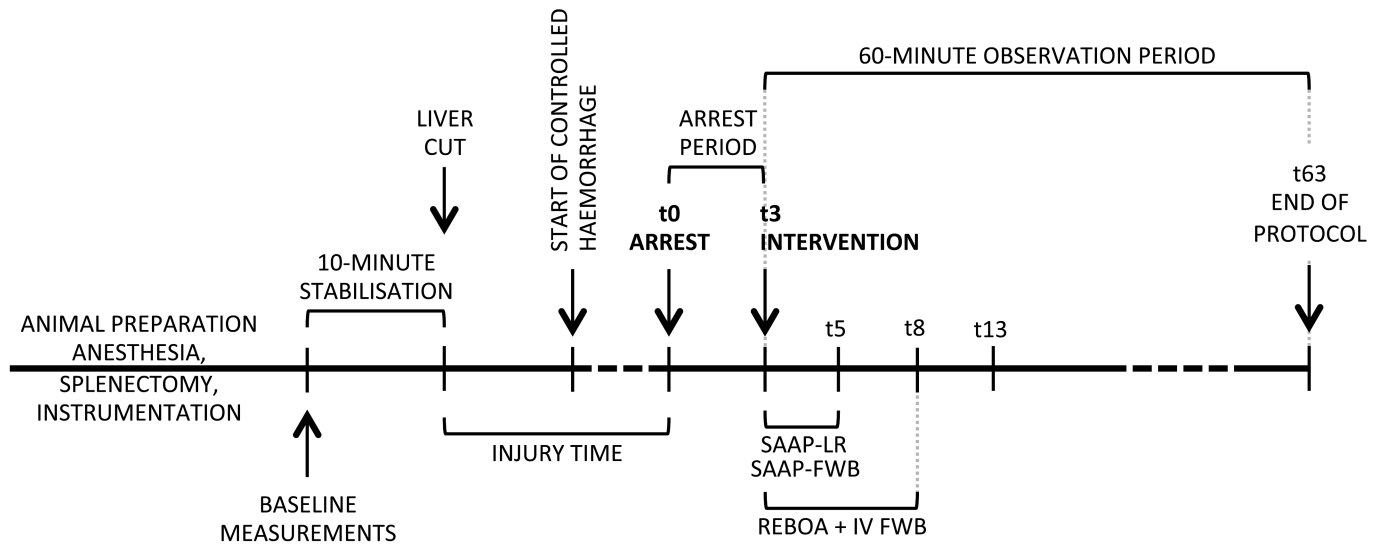 60-MINUTE OBSERVATION PERIOD
START OF CONTROLLED
HAEMORRHAGE
LIVER
CUT
ARREST
PERIOD
t63
END OF
PROTOCOL
t0
ARREST
t3
INTERVENTION
10-MINUTE
STABILISATION
ANIMAL PREPARATION
ANESTHESIA,
SPLENECTOMY,
INSTRUMENTATION
t5
t8
t13
INJURY TIME
SAAP-LR
SAAP-FWB
REBOA + IV FWB
BASELINE
MEASUREMENTS